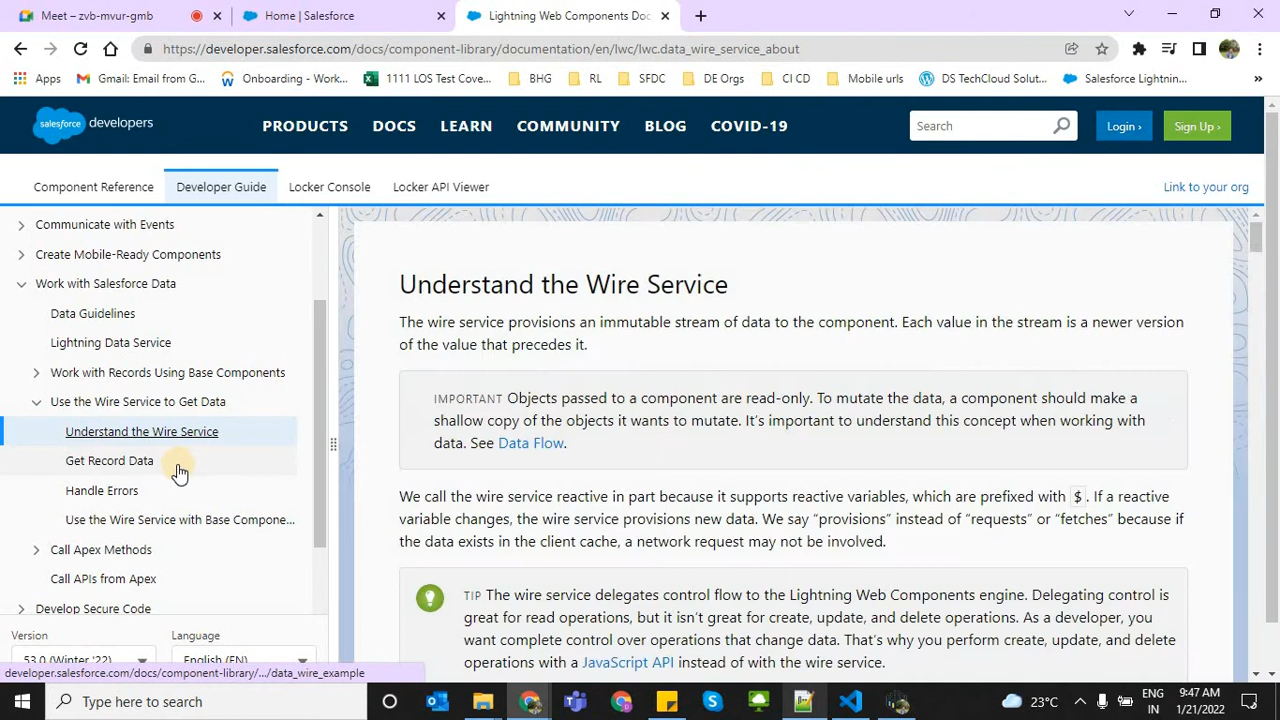 Meet – zvb-mvur-gmb
Home | Salesforce
Lightning Web Components Doc
https://developer.salesforce.com/docs/component-library/documentation/en/lwc/lwc.data_wire_service_about
Apps
Gmail: Email from G...
Onboarding - Work...
1111 LOS Test Cove...
BHG
RL
SFDC
DE Orgs
CI CD
Mobile urls
DS TechCloud Solut...
Salesforce Lightnin...
»
salesforce developers
PRODUCTS
DOCS
LEARN
COMMUNITY
BLOG
COVID-19
Search
Login ›
Sign Up ›
Component Reference
Developer Guide
Locker Console
Locker API Viewer
Link to your org
Communicate with Events
Create Mobile-Ready Components
Work with Salesforce Data
Data Guidelines
Lightning Data Service
Work with Records Using Base Components
Use the Wire Service to Get Data
Understand the Wire Service
Get Record Data
Handle Errors
Use the Wire Service with Base Compone...
Call Apex Methods
Call APIs from Apex
Develop Secure Code
Version
Language
53.0 (Winter '22)
English (EN)
developer.salesforce.com/docs/component-library/.../data_wire_example
Understand the Wire Service
The wire service provisions an immutable stream of data to the component. Each value in the stream is a newer version
of the value that precedes it.
IMPORTANT Objects passed to a component are read-only. To mutate the data, a component should make a
shallow copy of the objects it wants to mutate. It's important to understand this concept when working with
data. See Data Flow.
We call the wire service reactive in part because it supports reactive variables, which are prefixed with $. If a reactive
variable changes, the wire service provisions new data. We say “provisions” instead of “requests” or “fetches” because if
the data exists in the client cache, a network request may not be involved.
TIP The wire service delegates control flow to the Lightning Web Components engine. Delegating control is
great for read operations, but it isn't great for create, update, and delete operations. As a developer, you
want complete control over operations that change data. That's why you perform create, update, and delete
operations with a JavaScript API instead of with the wire service.
Type here to search
23°C
ENG
IN
9:47 AM
1/21/2022